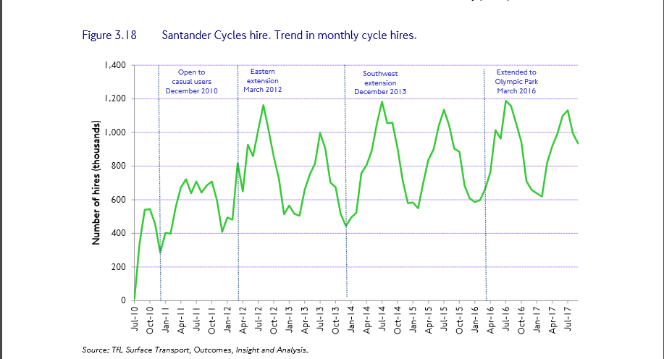 Figure 3.18 Santander Cycles hire. Trend in monthly cycle hires.
Number of hires (thousands)
1,400
1,200
1,000
800
600
400
200
0
Open to
casual users
December 2010
Eastern
extension
March 2012
Southwest
extension
December 2013
Extended to
Olympic Park
March 2016
Jul-10
Oct-10
Jan-11
Apr-11
Jul-11
Oct-11
Jan-12
Apr-12
Jul-12
Oct-12
Jan-13
Apr-13
Jul-13
Oct-13
Jan-14
Apr-14
Jul-14
Oct-14
Jan-15
Apr-15
Jul-15
Oct-15
Jan-16
Apr-16
Jul-16
Oct-16
Jan-17
Apr-17
Jul-17
Source: TfL Surface Transport, Outcomes, Insight and Analysis.